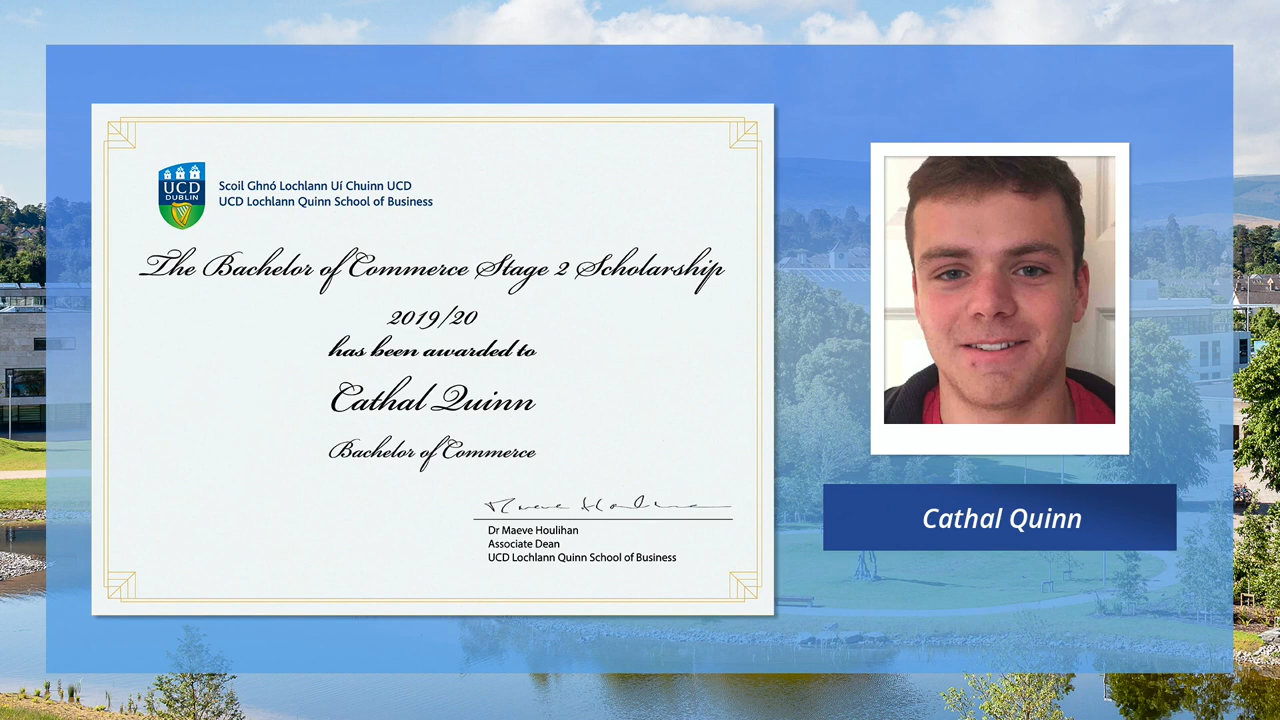 UCD
DUBLIN
Scoil Ghnó Lochlann Uí Chuinn UCD
UCD Lochlann Quinn School of Business
The Bachelor of Commerce Stage 2 Scholarship
2019/20
has been awarded to
Cathal Quinn
Bachelor of Commerce
Maeve Houlihan
Dr Maeve Houlihan
Associate Dean
UCD Lochlann Quinn School of Business
Cathal Quinn